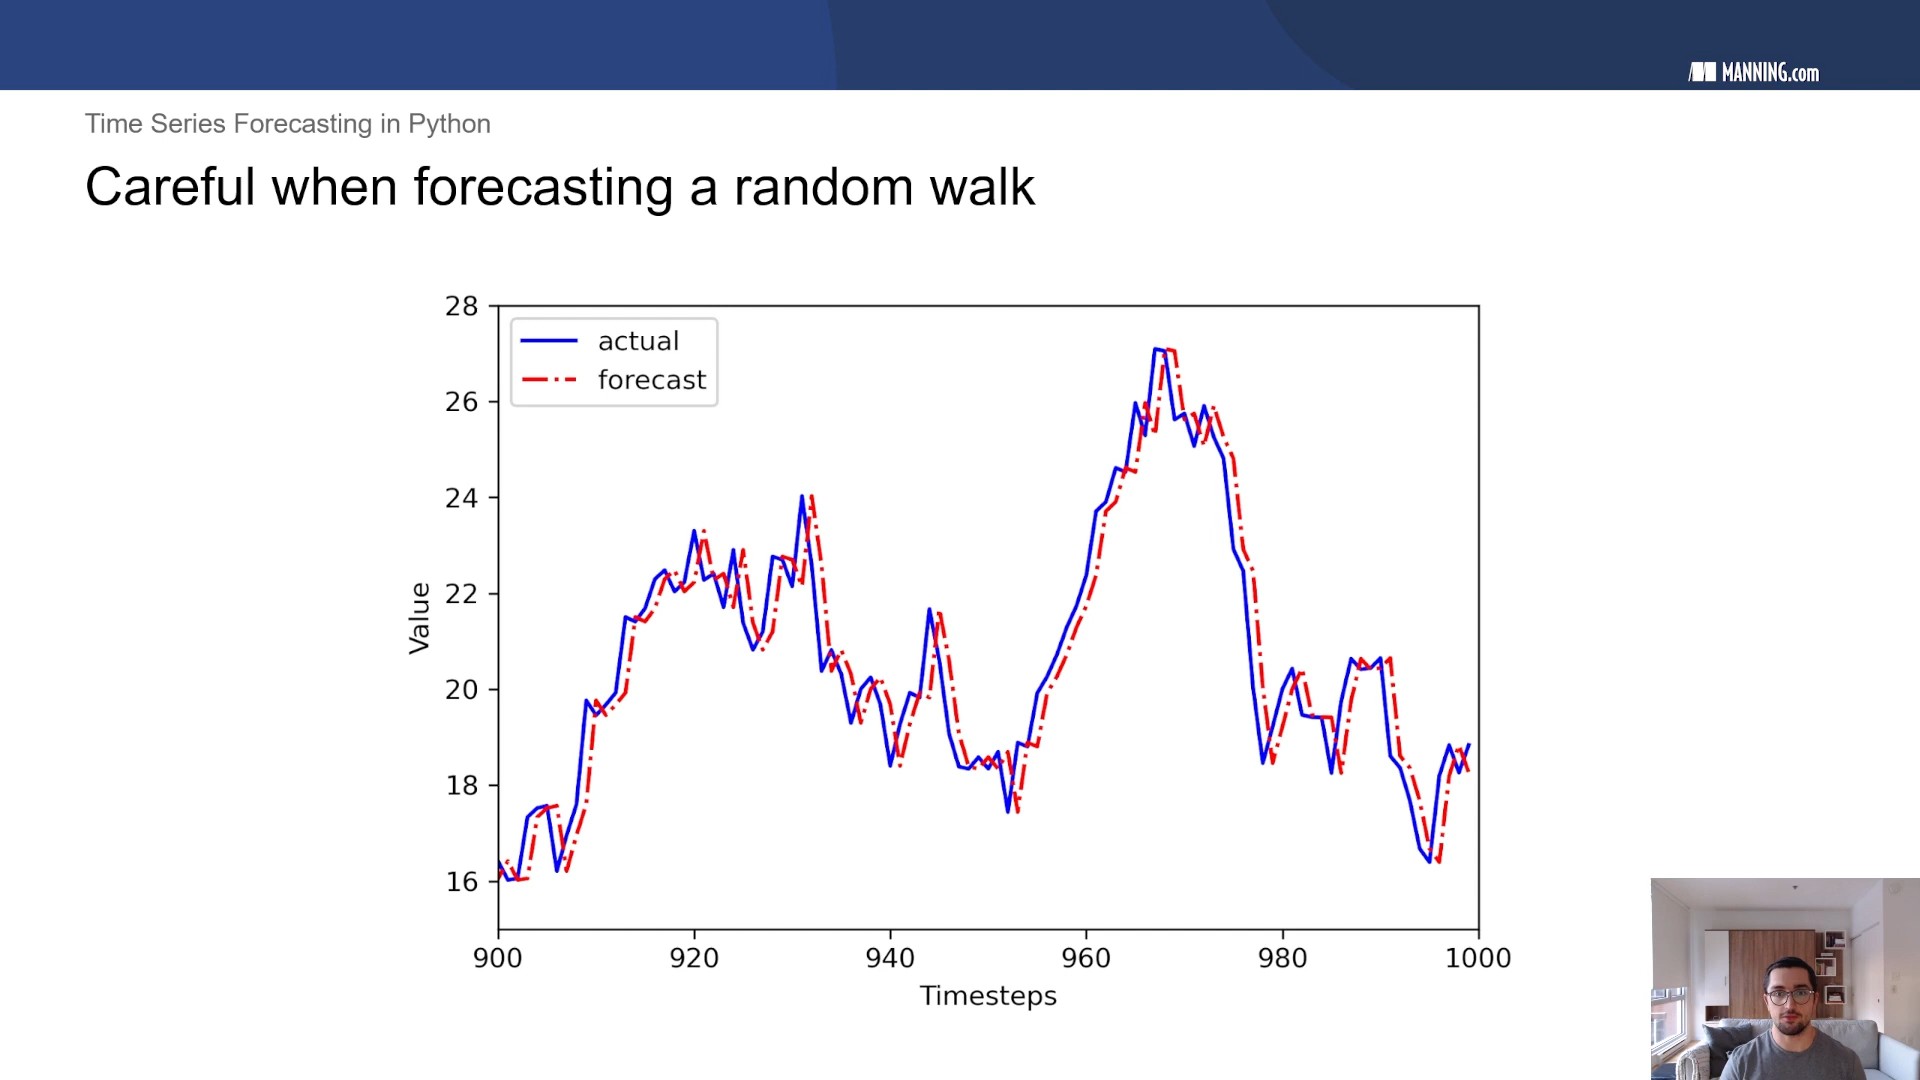 MANNING.com
Time Series Forecasting in Python
Careful when forecasting a random walk
28
26
24
22
20
18
16
Value
actual
forecast
900 920 940 960 980 1000
Timesteps